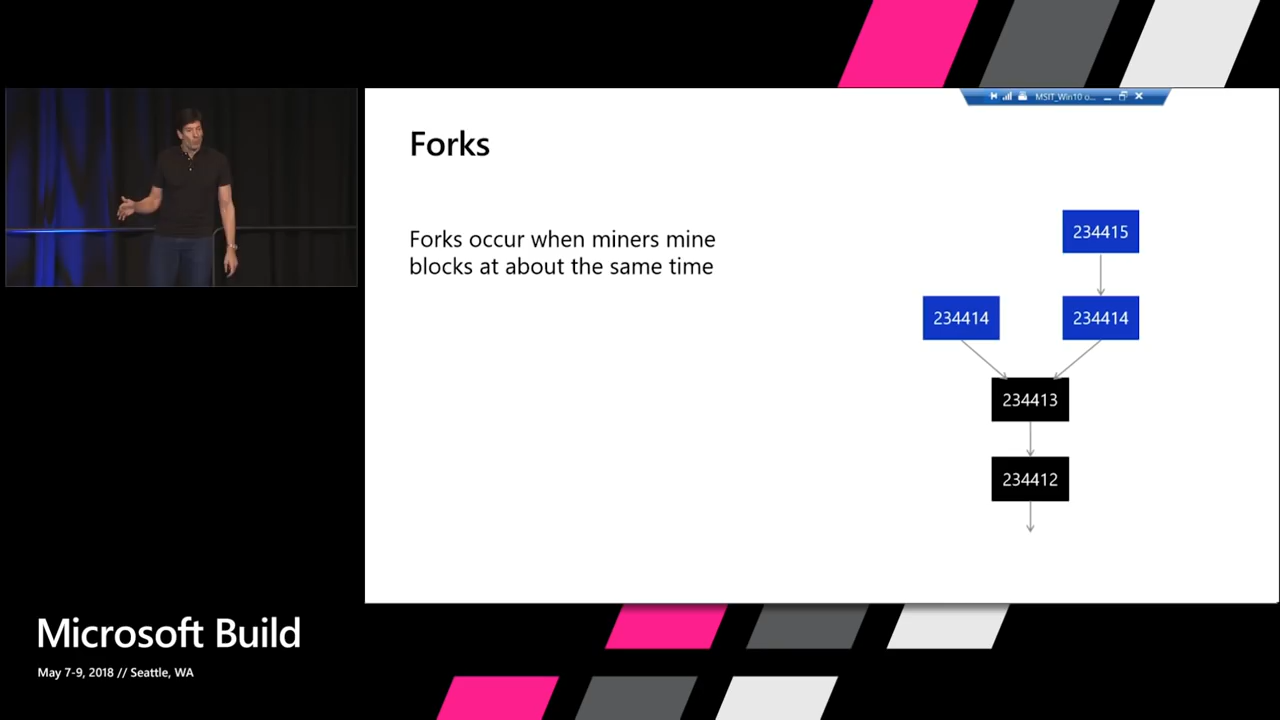 MSIT_Win10 o...
Forks
Forks occur when miners mine
blocks at about the same time
234415
234414 234414
234413
234412
Microsoft Build
May 7-9, 2018 // Seattle, WA